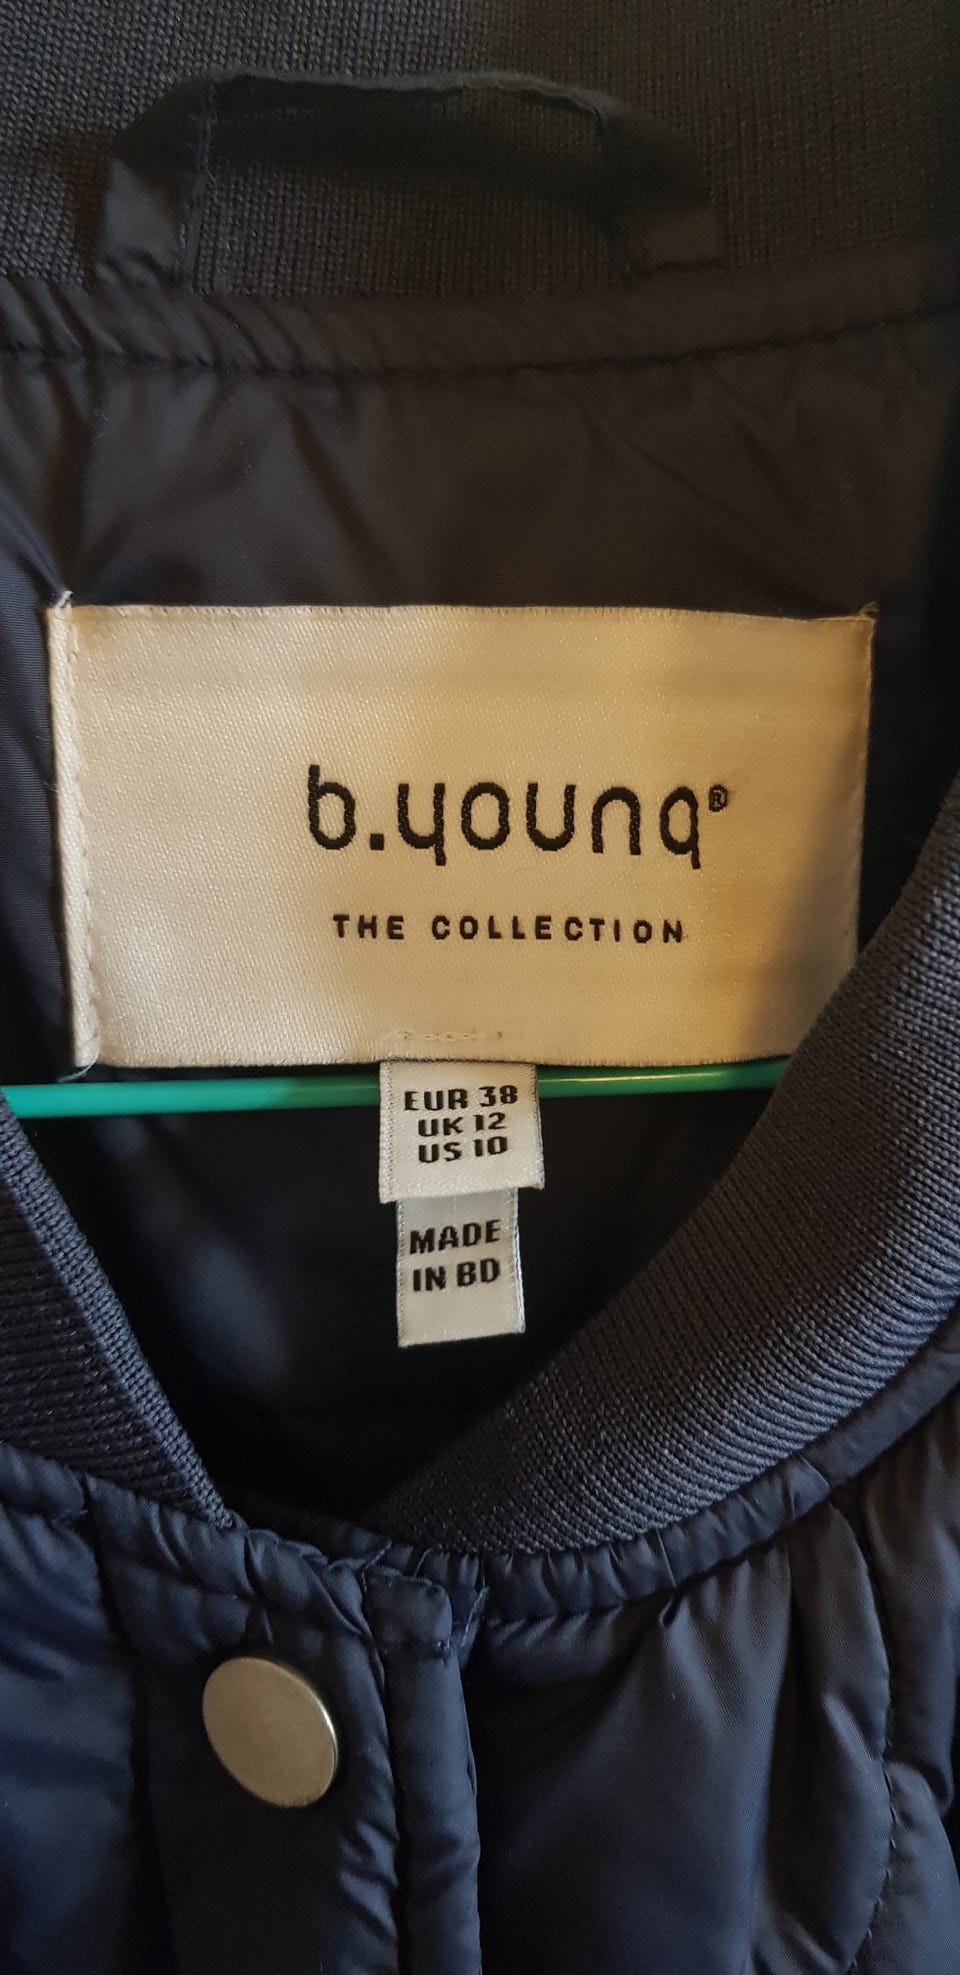 b.young®
THE COLLECTION
EUR 38
UK 12
US 10
MADE
IN BD